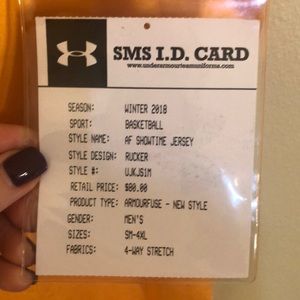 SMS I.D. CARD
www.underarmourteamuniforms.com
SEASON: WINTER 2018
SPORT: BASKETBALL
STYLE NAME: AF SHOWTIME JERSEY
STYLE DESIGN: RUCKER
STYLE #: UJKJS1M
RETAIL PRICE: $80.00
PRODUCT TYPE: ARMOURFUSE - NEW STYLE
GENDER: MEN'S
SIZES: SM-4XL
FABRICS: 4-WAY STRETCH